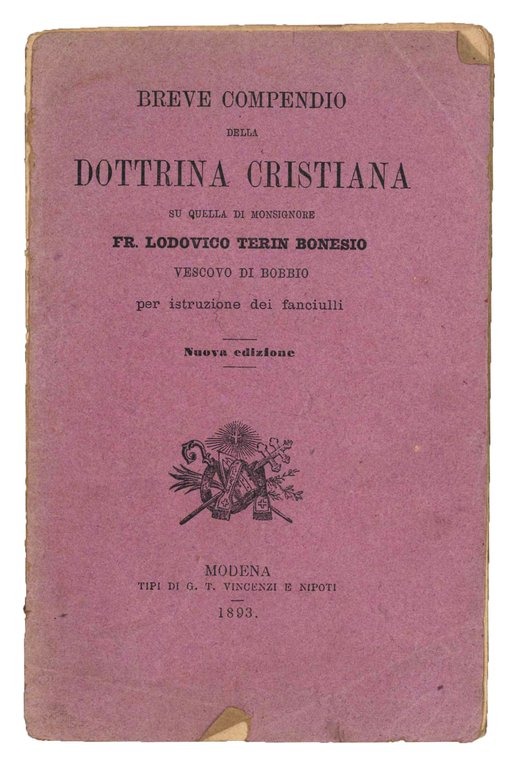 BREVE COMPENDIO
DELLA
DOTTRINA CRISTIANA
SU QUELLA DI MONSIGNORE
FR. LODOVICO TERIN BONESIO
VESCOVO DI BOBBIO
per istruzione dei fanciulli
Nuova edizione
MODENA
TIPI DI G. T. VINCENZI E NIPOTI
1893.